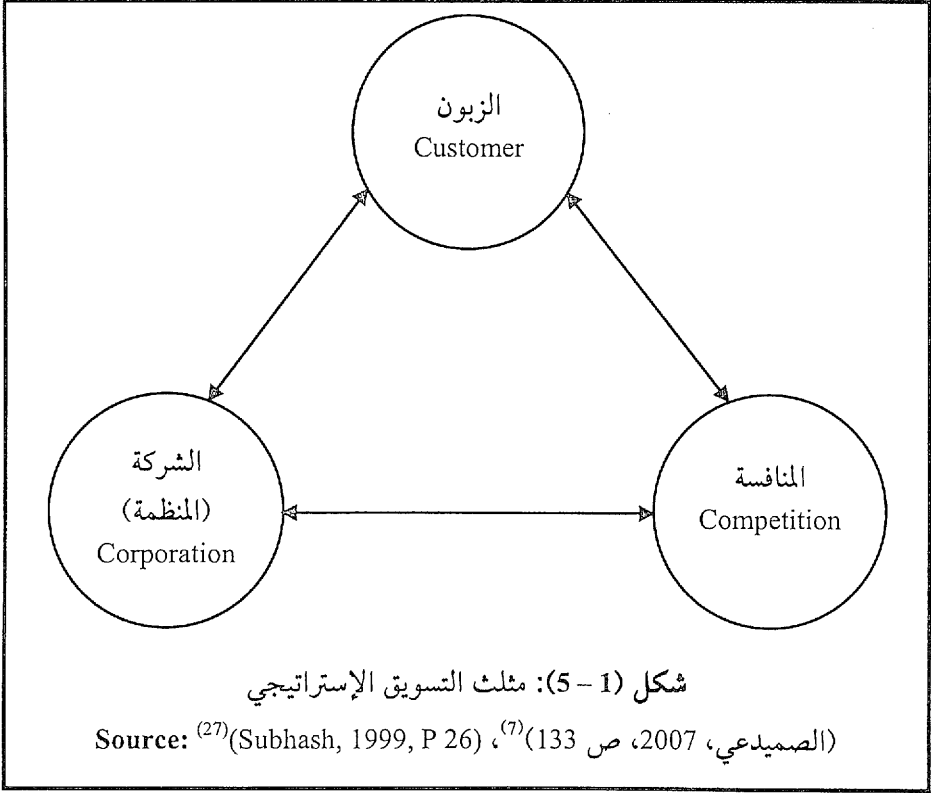 الزبون
Customer
الشركة
(المنظمة)
Corporation
المنافسة
Competition
شكل (1 – 5): مثلث التسويق الإستراتيجي
Source: (27)(Subhash, 1999, P 26) ،(7)(الصميدعي، 2007، ص 133)